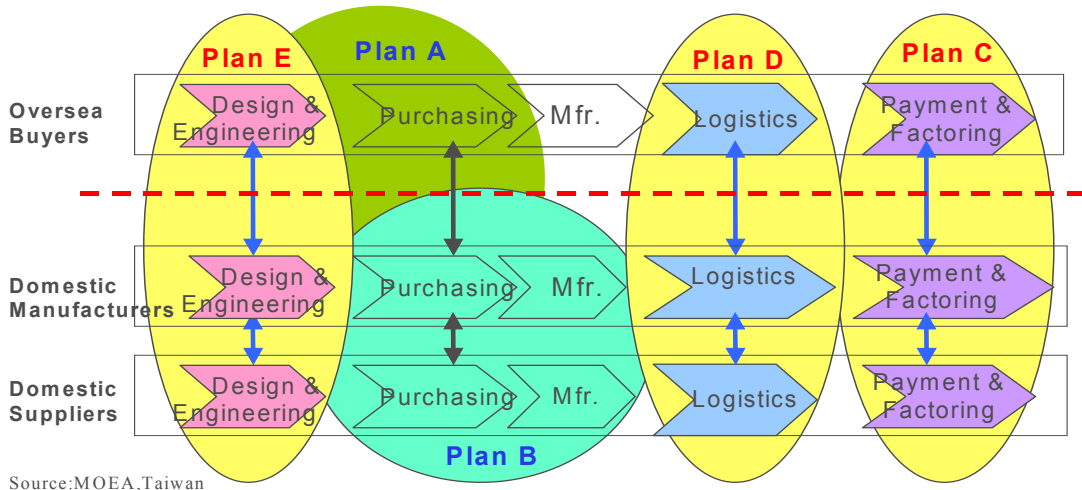 Plan E
Plan A
Plan D
Plan C
Oversea
Buyers
Design &
Engineering
Purchasing
Mfr.
Logistics
Payment &
Factoring
Domestic
Manufacturers
Design &
Engineering
Purchasing
Mfr.
Logistics
Payment &
Factoring
Domestic
Suppliers
Design &
Engineering
Purchasing
Mfr.
Logistics
Payment &
Factoring
Plan B
Source:MOEA,Taiwan